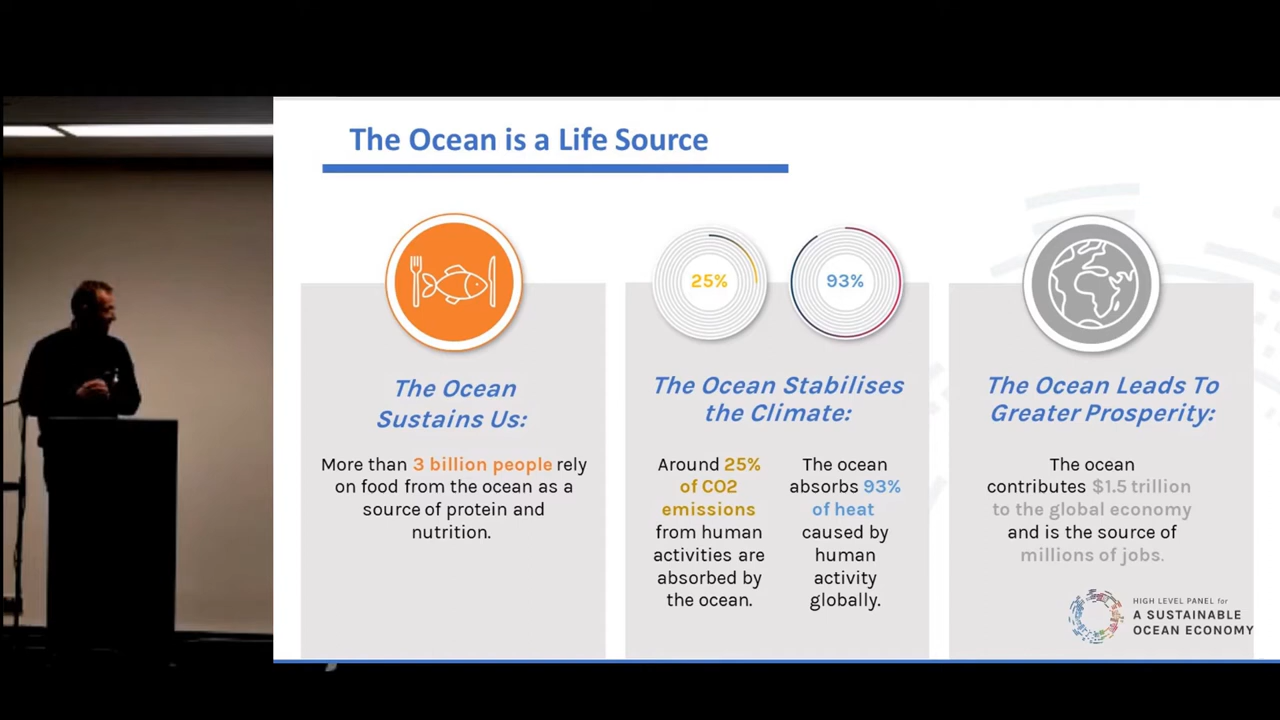 The Ocean is a Life Source
25%
93%
The Ocean
Sustains Us:
More than 3 billion people rely
on food from the ocean as a
source of protein and
nutrition.
The Ocean Stabilises
the Climate:
Around 25%
of CO2
emissions
from human
activities are
absorbed by
the ocean.
The ocean
absorbs 93%
of heat
caused by
human
activity
globally.
The Ocean Leads To
Greater Prosperity:
The ocean
contributes $1.5 trillion
to the global economy
and is the source of
millions of jobs.
HIGH LEVEL PANEL for
A SUSTAINABLE
OCEAN ECONOMY